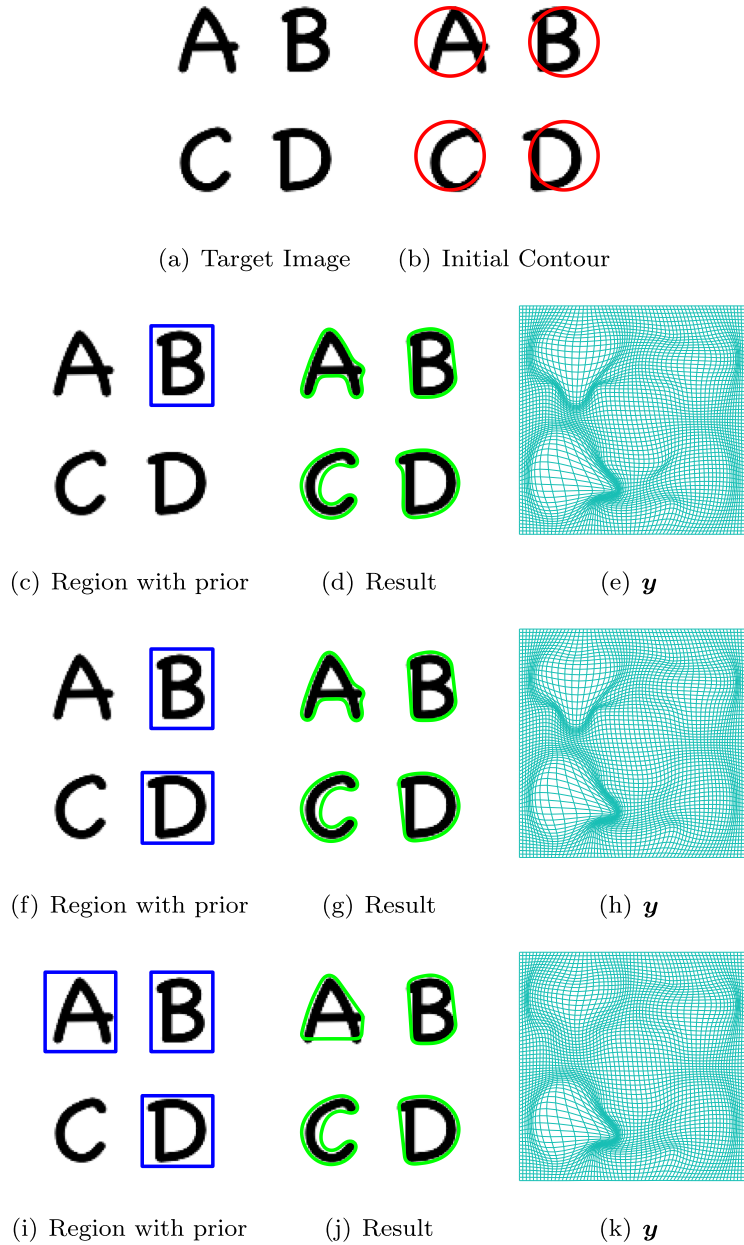 A B A B
C D C D
(a) Target Image (b) Initial Contour
A B A B
C D C D
(c) Region with prior (d) Result (e) y
A B A B
C D C D
(f) Region with prior (g) Result (h) y
A B A B
C D C D
(i) Region with prior (j) Result (k) y